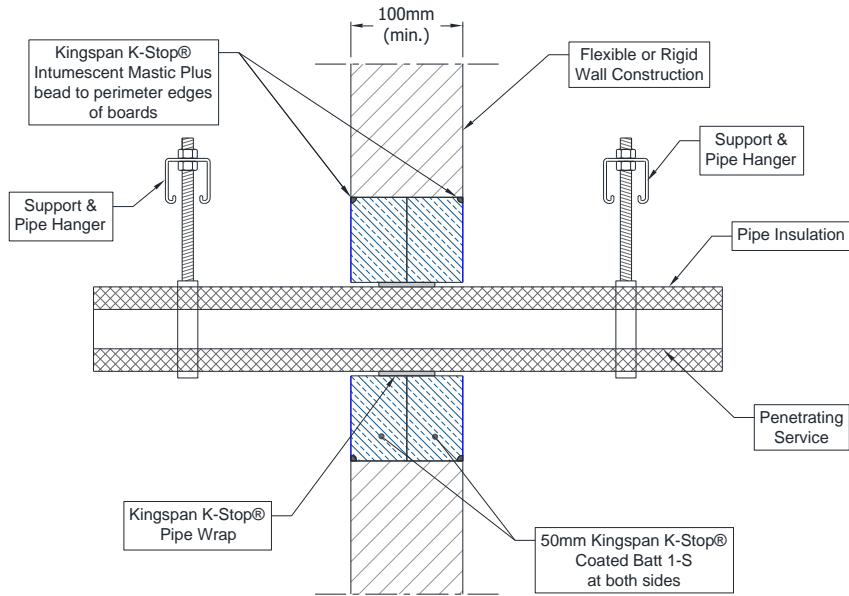 100mm
(min.)
Kingspan K-Stop®
Intumescent Mastic Plus
bead to perimeter edges
of boards
Flexible or Rigid
Wall Construction
Support &
Pipe Hanger
Support &
Pipe Hanger
Pipe Insulation
Penetrating
Service
Kingspan K-Stop®
Pipe Wrap
50mm Kingspan K-Stop®
Coated Batt 1-S
at both sides